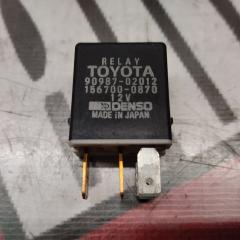 RELAY
TOYOTA
90987-02012
156700-0870
12V
DENSO
MADE IN JAPAN